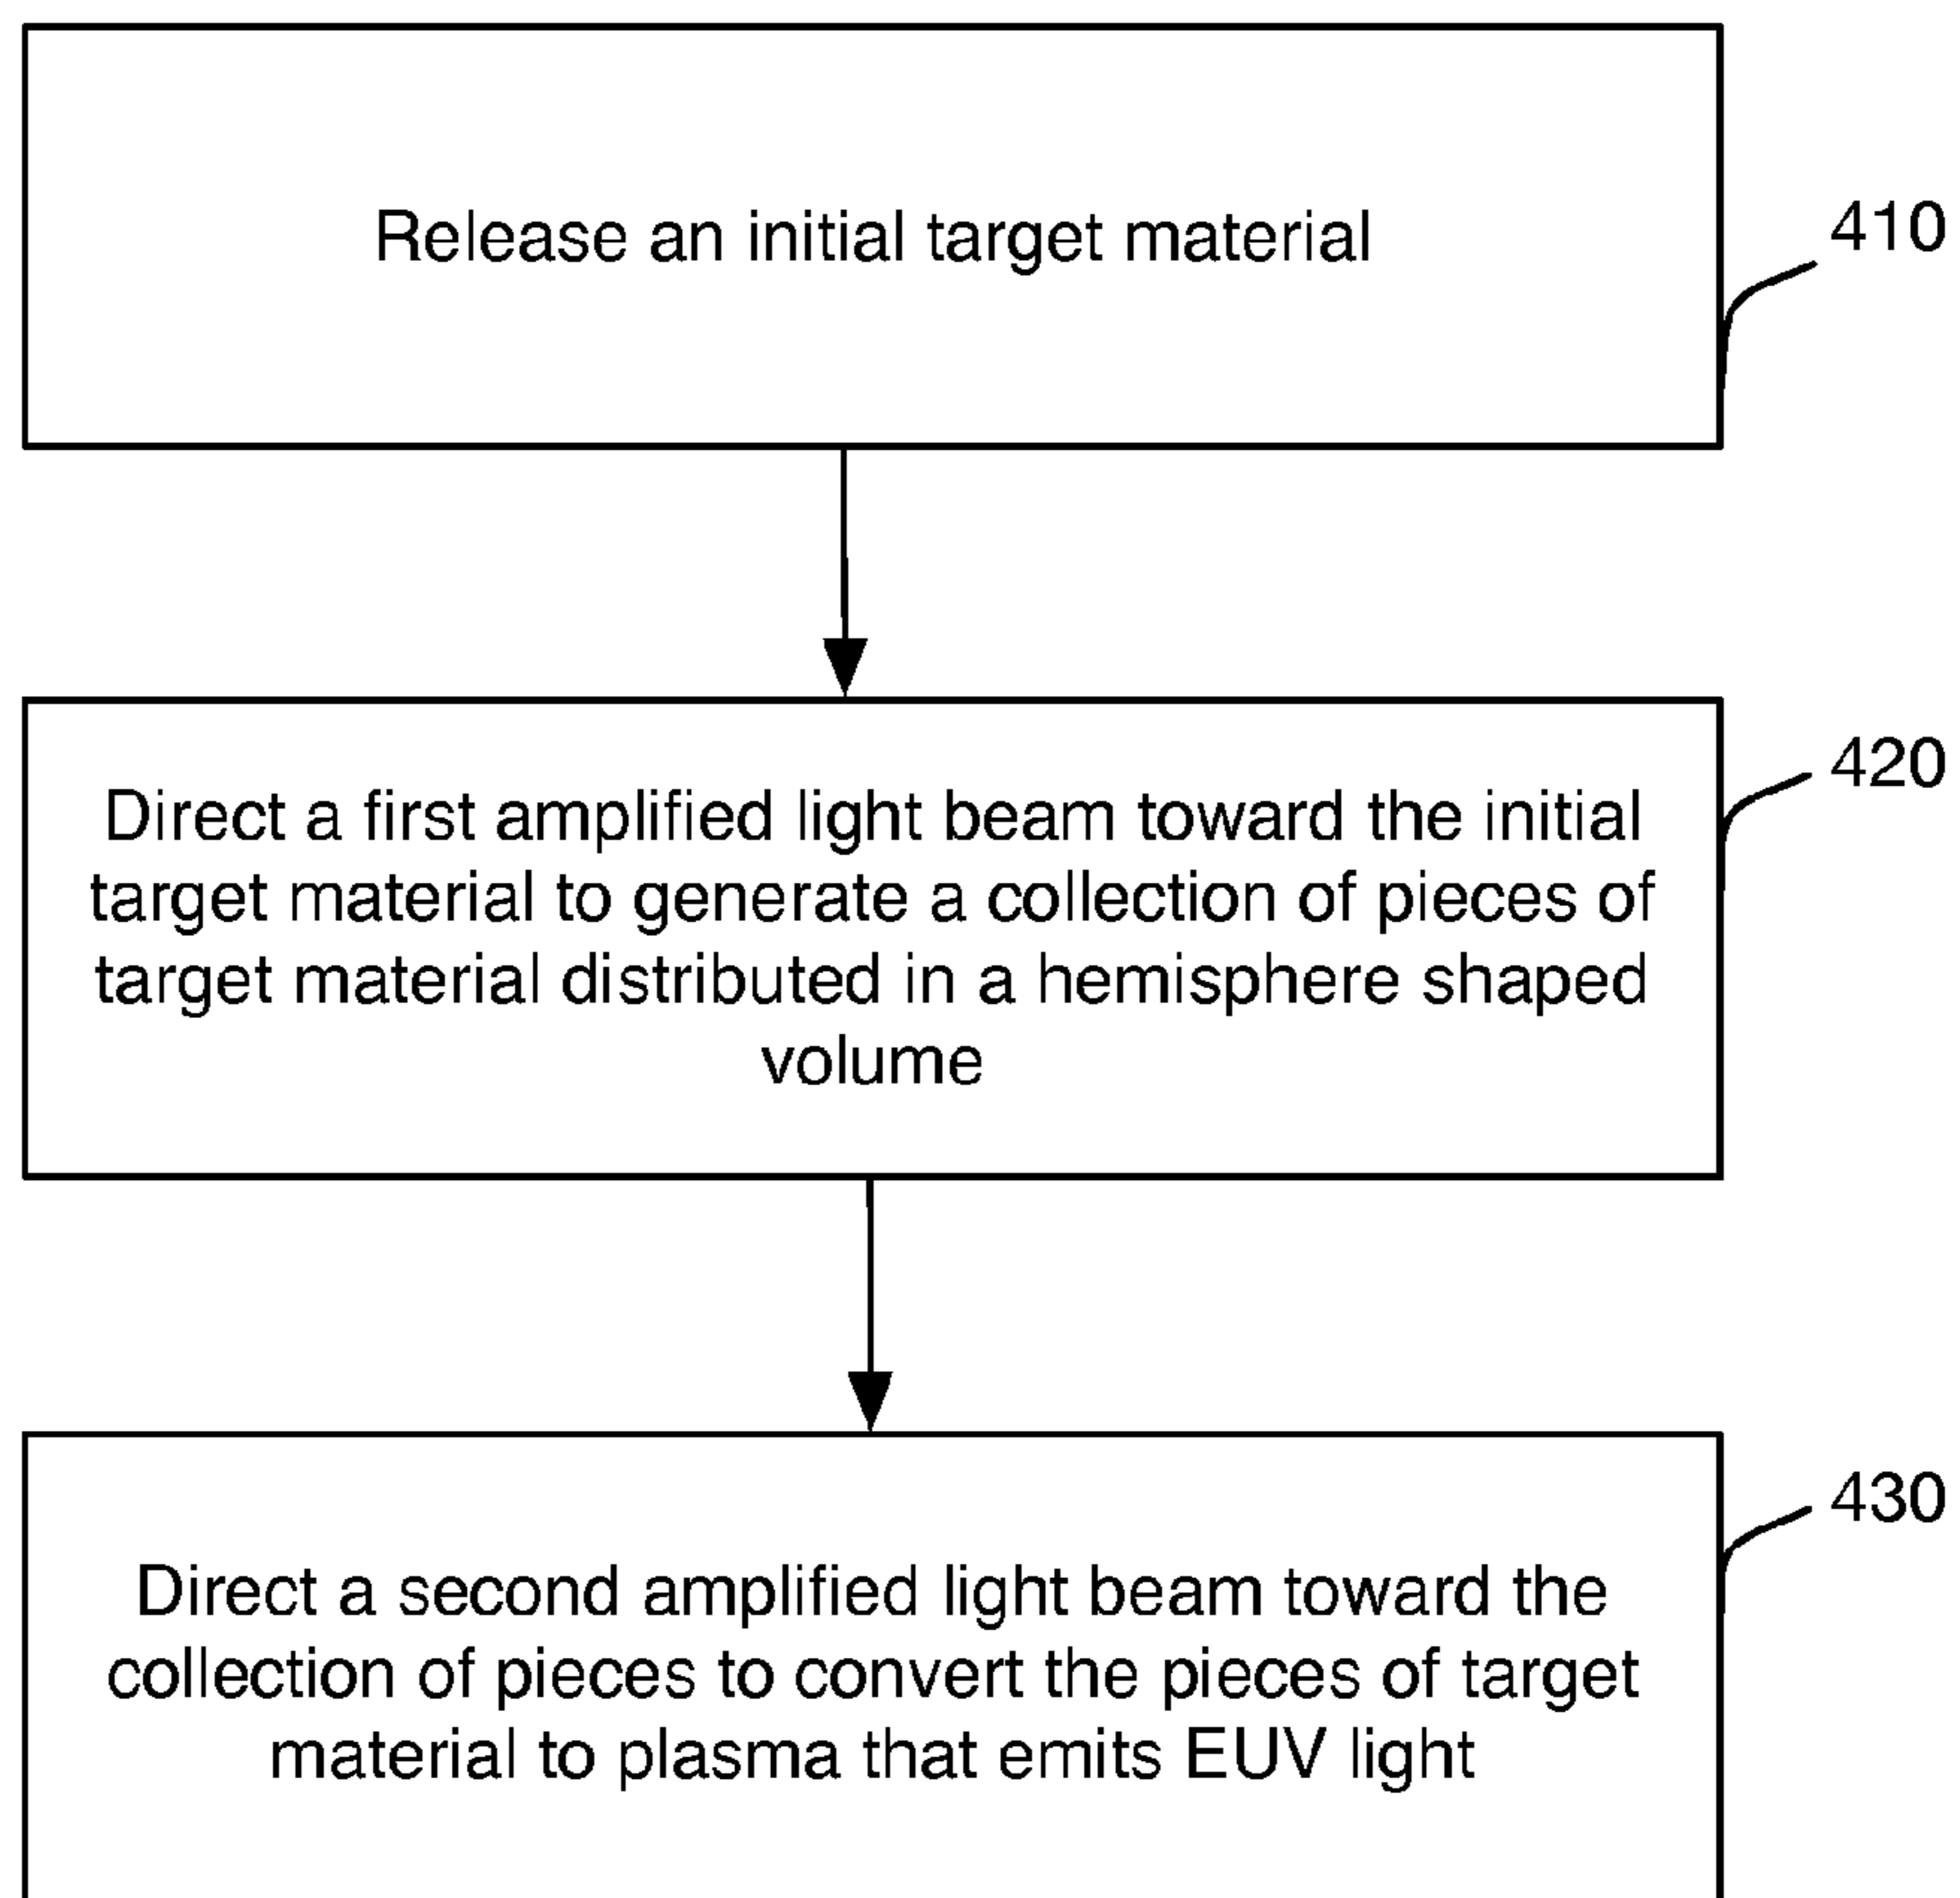 Release an initial target material
410
Direct a first amplified light beam toward the initial
target material to generate a collection of pieces of
target material distributed in a hemisphere shaped
volume
420
Direct a second amplified light beam toward the
collection of pieces to convert the pieces of target
material to plasma that emits EUV light
430